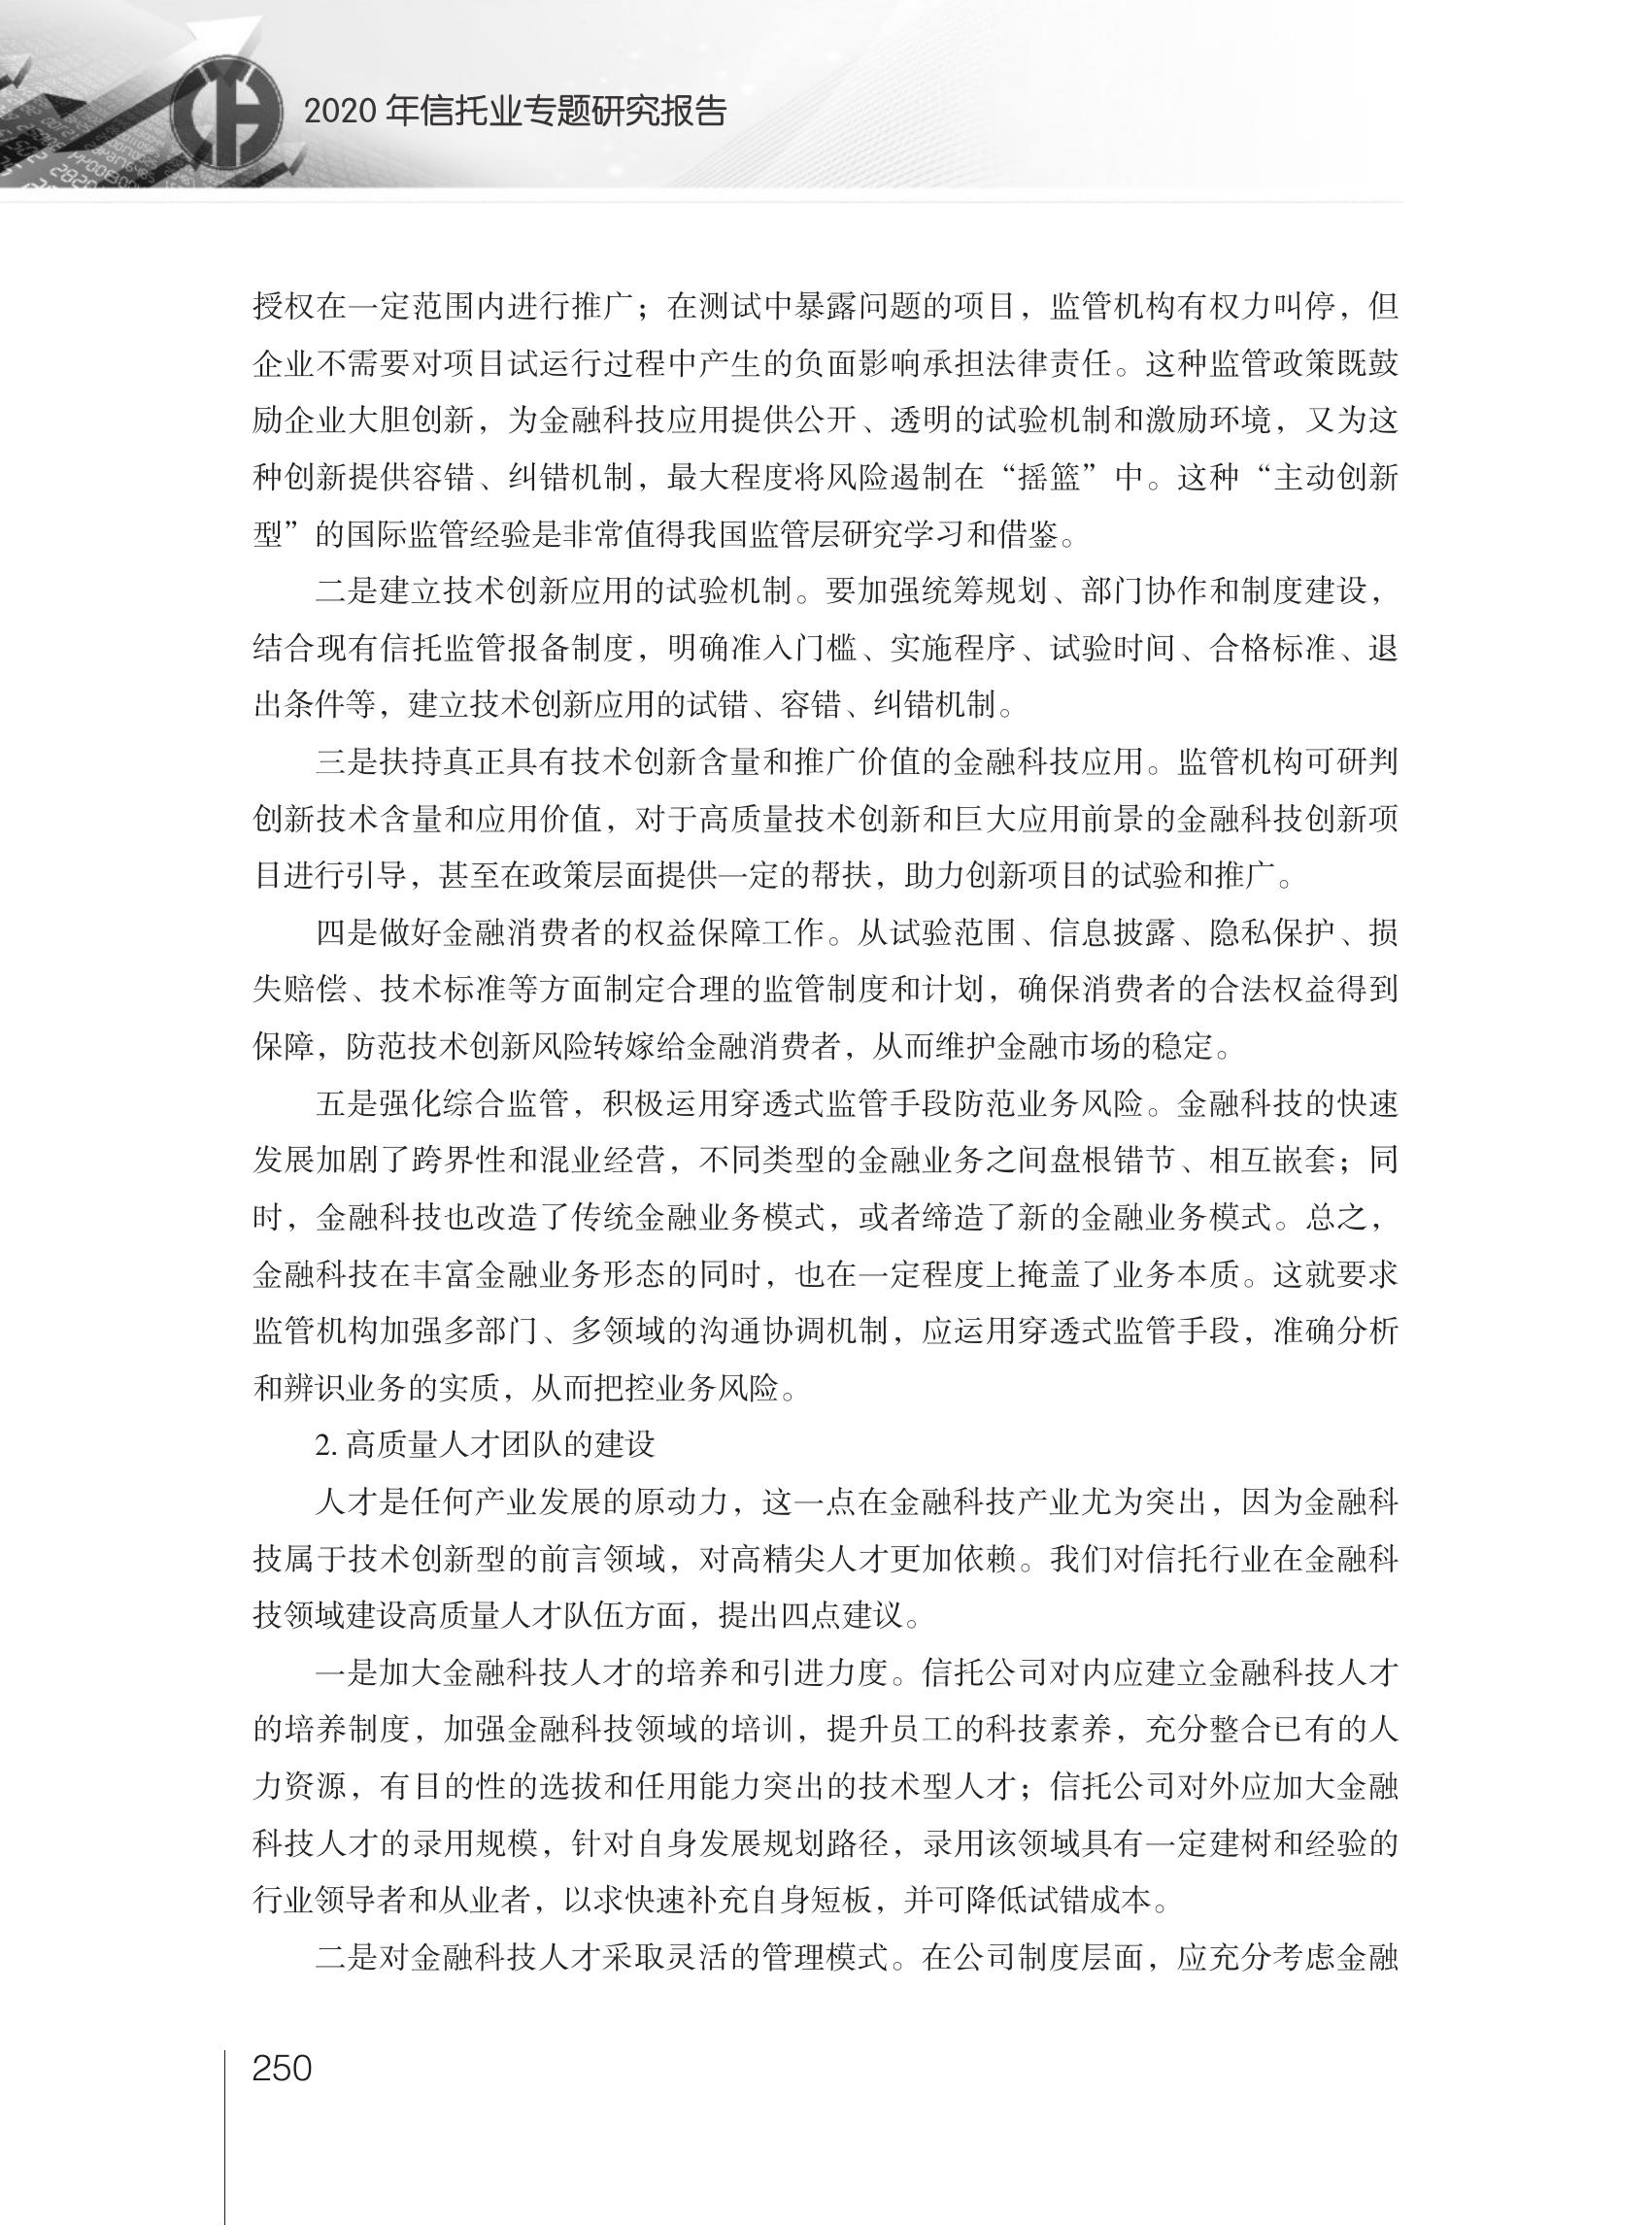 2020 年信托业专题研究报告
授权在一定范围内进行推广；在测试中暴露问题的项目，监管机构有权力叫停，但
企业不需要对项目试运行过程中产生的负面影响承担法律责任。这种监管政策既鼓
励企业大胆创新，为金融科技应用提供公开、透明的试验机制和激励环境，又为这
种创新提供容错、纠错机制，最大程度将风险遏制在“摇篮”中。这种“主动创新
型”的国际监管经验是非常值得我国监管层研究学习和借鉴。
二是建立技术创新应用的试验机制。要加强统筹规划、部门协作和制度建设，
结合现有信托监管报备制度，明确准入门槛、实施程序、试验时间、合格标准、退
出条件等，建立技术创新应用的试错、容错、纠错机制。
三是扶持真正具有技术创新含量和推广价值的金融科技应用。监管机构可研判
创新技术含量和应用价值，对于高质量技术创新和巨大应用前景的金融科技创新项
目进行引导，甚至在政策层面提供一定的帮扶，助力创新项目的试验和推广。
四是做好金融消费者的权益保障工作。从试验范围、信息披露、隐私保护、损
失赔偿、技术标准等方面制定合理的监管制度和计划，确保消费者的合法权益得到
保障，防范技术创新风险转嫁给金融消费者，从而维护金融市场的稳定。
五是强化综合监管，积极运用穿透式监管手段防范业务风险。金融科技的快速
发展加剧了跨界性和混业经营，不同类型的金融业务之间盘根错节、相互嵌套；同
时，金融科技也改造了传统金融业务模式，或者缔造了新的金融业务模式。总之，
金融科技在丰富金融业务形态的同时，也在一定程度上掩盖了业务本质。这就要求
监管机构加强多部门、多领域的沟通协调机制，应运用穿透式监管手段，准确分析
和辨识业务的实质，从而把控业务风险。
2. 高质量人才团队的建设
人才是任何产业发展的原动力，这一点在金融科技产业尤为突出，因为金融科
技属于技术创新型的前言领域，对高精尖人才更加依赖。我们对信托行业在金融科
技领域建设高质量人才队伍方面，提出四点建议。
一是加大金融科技人才的培养和引进力度。信托公司对内应建立金融科技人才
的培养制度，加强金融科技领域的培训，提升员工的科技素养，充分整合已有的人
力资源，有目的性的选拔和任用能力突出的技术型人才；信托公司对外应加大金融
科技人才的录用规模，针对自身发展规划路径，录用该领域具有一定建树和经验的
行业领导者和从业者，以求快速补充自身短板，并可降低试错成本。
二是对金融科技人才采取灵活的管理模式。在公司制度层面，应充分考虑金融
250